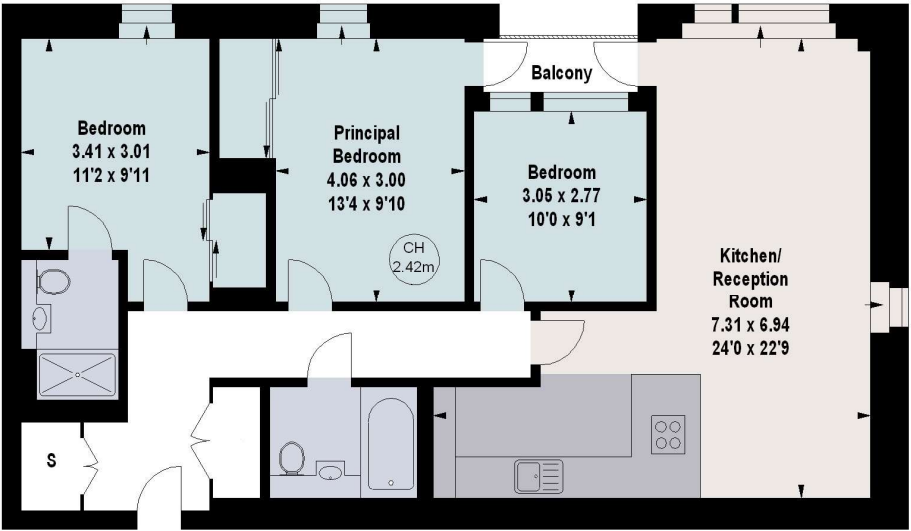 Balcony
Bedroom
3.41 x 3.01
11'2 x 9'11
Principal
Bedroom
4.06 x 3.00
13'4 x 9'10
CH
2.42m
Bedroom
3.05 x 2.77
10'0 x 9'1
Kitchen/
Reception
Room
7.31 x 6.94
24'0 x 22'9
S